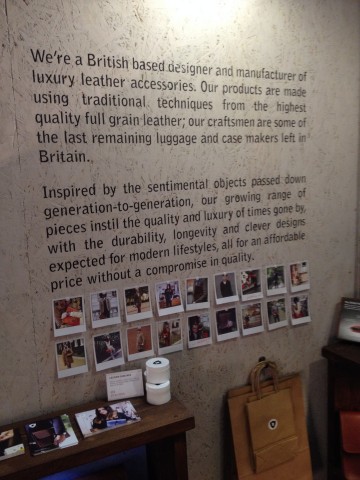 We're a British based designer and manufacturer of
luxury leather accessories. Our products are made
using traditional techniques from the highest
quality full grain leather; our craftsmen are some of
the last remaining luggage and case makers left in
Britain.
Inspired by the sentimental objects passed down
generation-to-generation, our growing range of
pieces instil the quality and luxury of times gone by,
with the durability, longevity and clever designs
expected for modern lifestyles, all for an affordable
price without a compromise in quality.